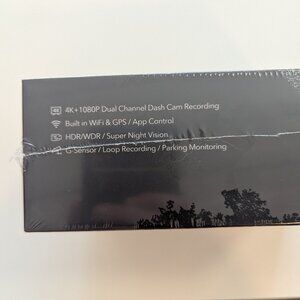 4K+1080P Dual Channel Dash Cam Recording
Built in WiFi & GPS / App Control
HDR/WDR / Super Night Vision
G-Sensor / Loop Recording / Parking Monitoring